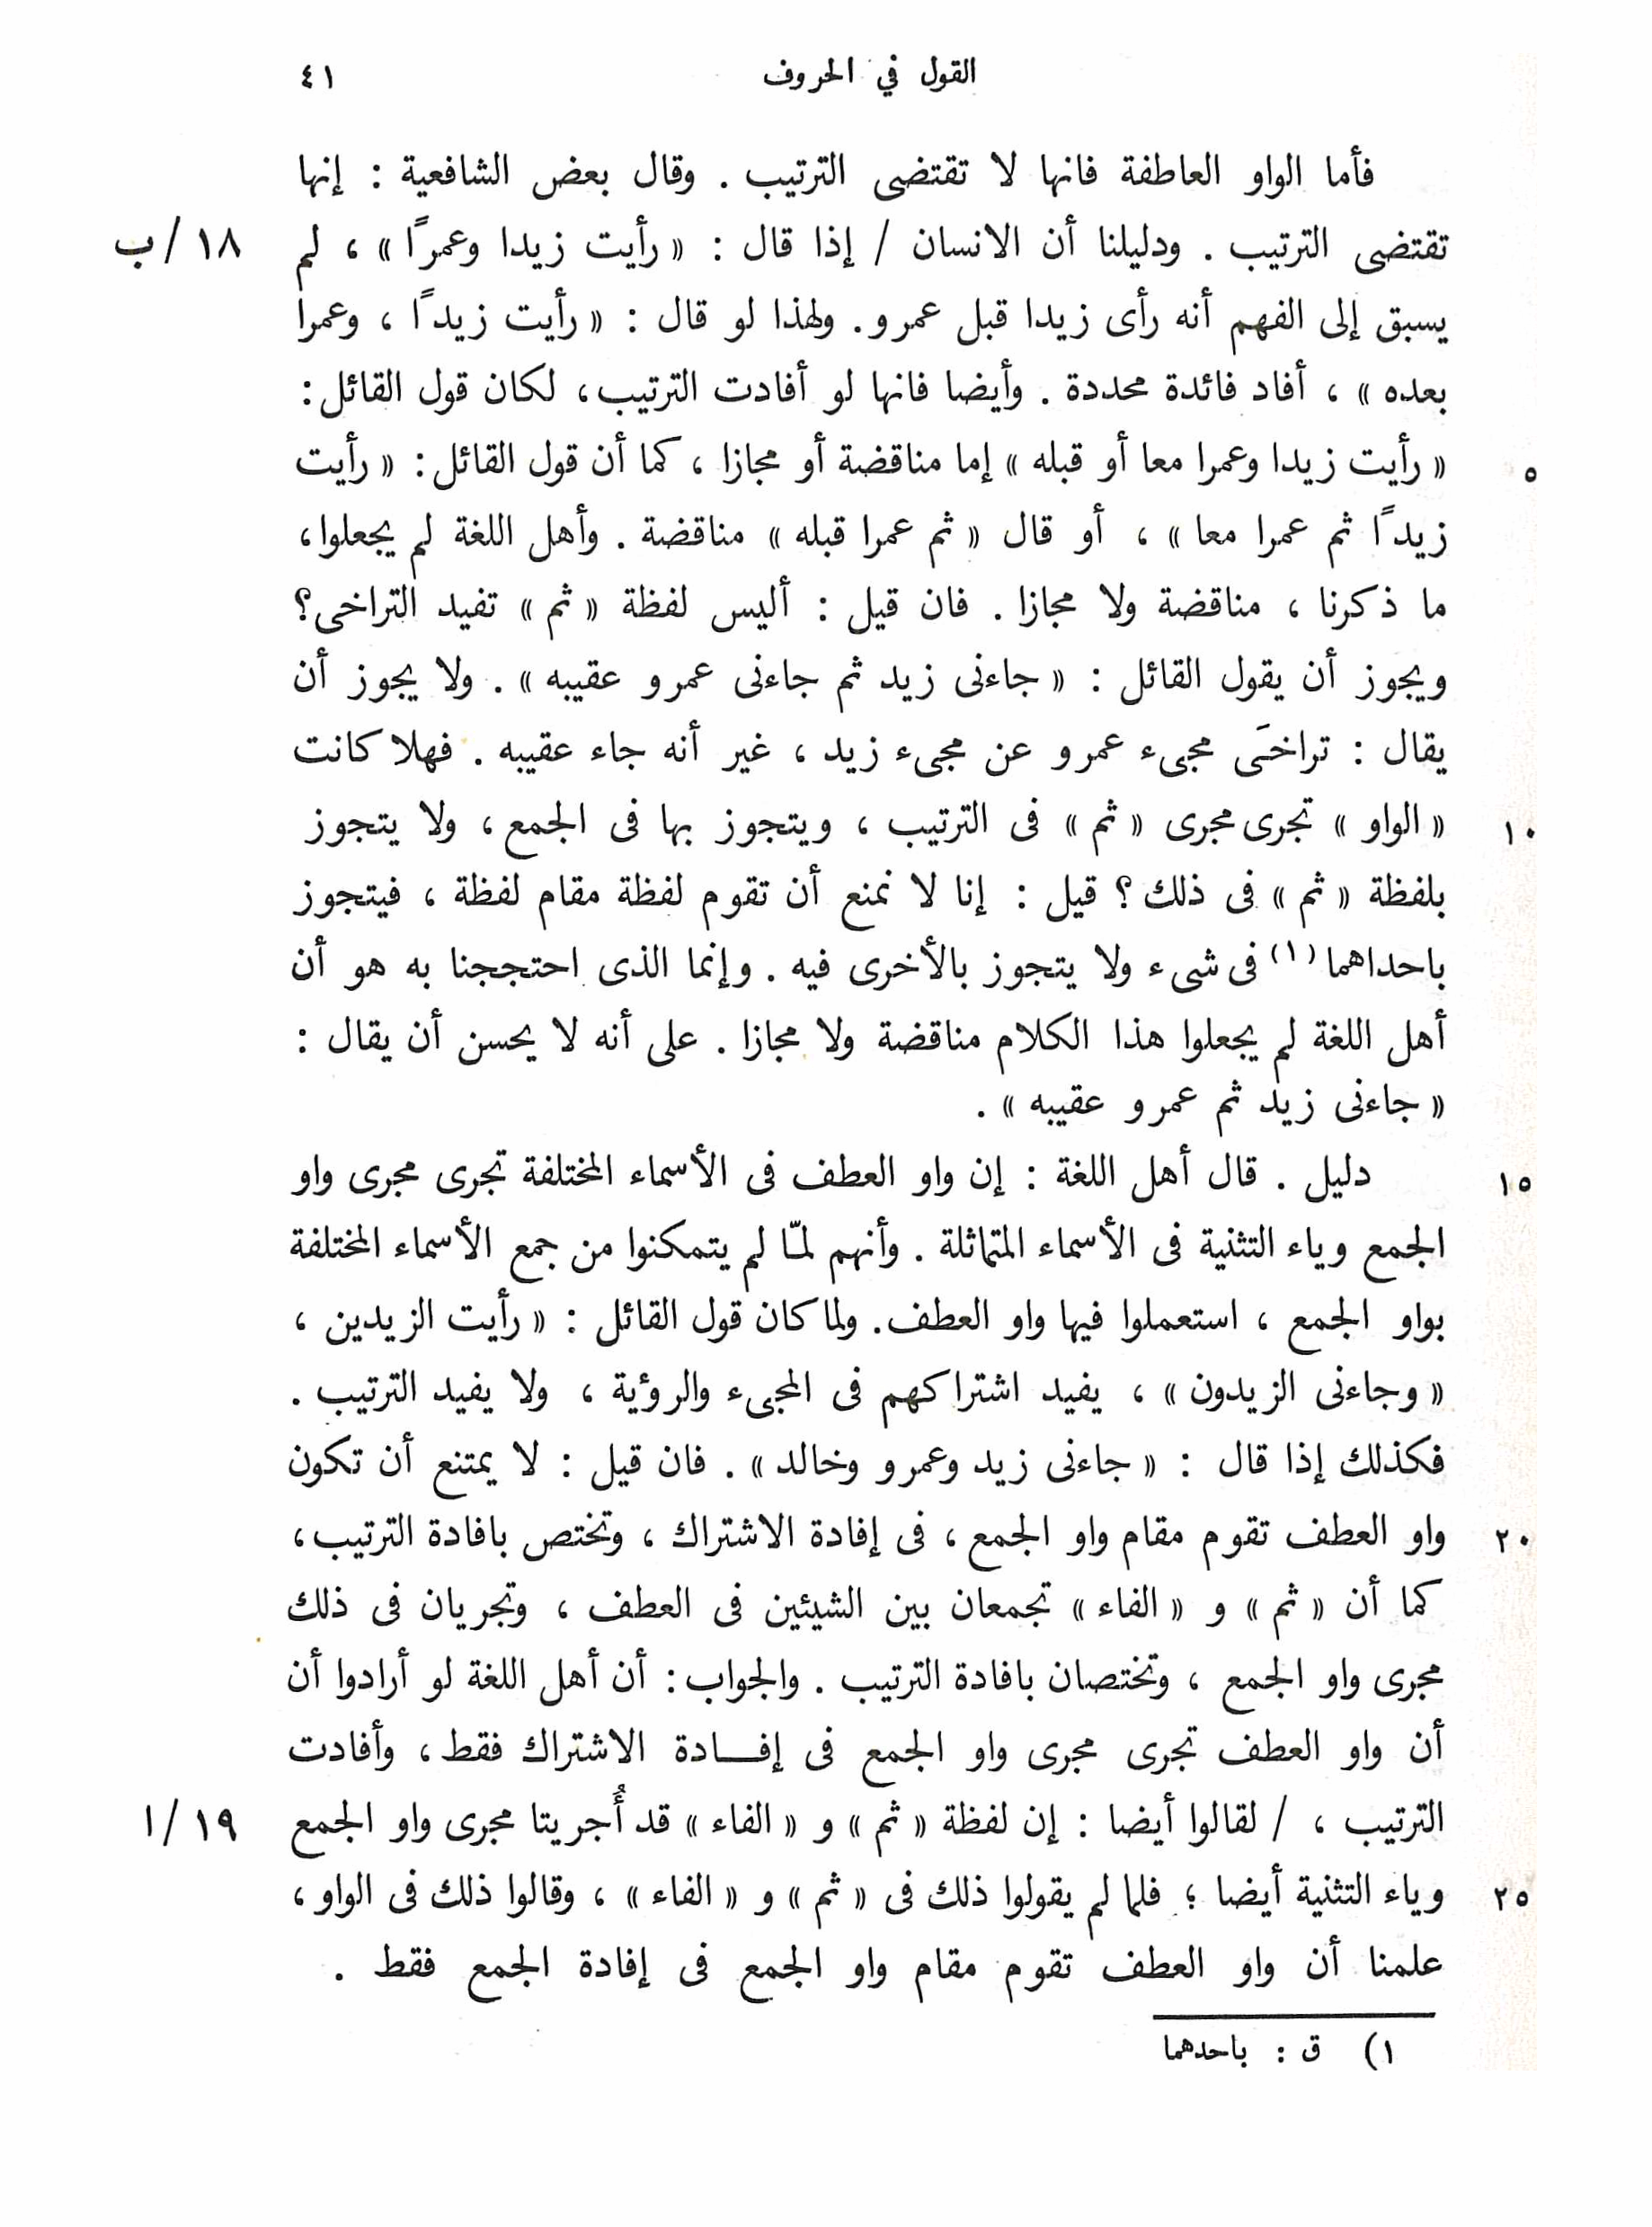 القول في الحروف ٤١
فأما الواو العاطفة فانها لا تقتضى الترتيب . وقال بعض الشافعية : إنها
تقتضى الترتيب . ودليلنا أن الانسان / إذا قال : « رأيت زيدا وعمرًا » ، لم ١٨/ب
يسبق إلى الفهم أنه رأى زيدا قبل عمرو . ولهذا لو قال : « رأيت زيدًا ، وعمرا
بعده » ، أفاد فائدة محددة . وأيضا فانها لو أفادت الترتيب ، لكان قول القائل :
« رأيت زيدا وعمرا معا أو قبله » إما مناقضة أو مجازا ، كما أن قول القائل : « رأيت ٥
زيدًا ثم عمرا معا » ، أو قال « ثم عمرا قبله » مناقضة . وأهل اللغة لم يجعلوا ،
ما ذكرنا ، مناقضة ولا مجازا . فان قيل : أليس لفظة « ثم » تفيد التراخى ؟
ويجوز أن يقول القائل : « جاءنى زيد ثم جاءنى عمرو عقيبه » . ولا يجوز أن
يقال : تراخَى مجىء عمرو عن مجىء زيد ، غير أنه جاء عقيبه . فهلا كانت
« الواو » تجرى مجرى « ثم » فى الترتيب ، ويتجوز بها فى الجمع ، ولا يتجوز ١٠
بلفظة « ثم » فى ذلك ؟ قيل : إنا لا نمنع أن تقوم لفظة مقام لفظة ، فيتجوز
باحداهما (١) فى شىء ولا يتجوز بالأخرى فيه . وإنما الذى احتججنا به هو أن
أهل اللغة لم يجعلوا هذا الكلام مناقضة ولا مجازا . على أنه لا يحسن أن يقال :
« جاءنى زيد ثم عمرو عقيبه » .
دليل . قال أهل اللغة : إن واو العطف فى الأسماء المختلفة تجرى مجرى واو ١٥
الجمع وياء التثنية فى الأسماء المتماثلة . وأنهم لمّا لم يتمكنوا من جمع الأسماء المختلفة
بواو الجمع ، استعملوا فيها واو العطف . ولما كان قول القائل : « رأيت الزيدين ،
« وجاءنى الزيدون » ، يفيد اشتراكهم فى المجىء والرؤية ، ولا يفيد الترتيب .
فكذلك إذا قال : « جاءنى زيد وعمرو وخالد » . فان قيل : لا يمتنع أن تكون
واو العطف تقوم مقام واو الجمع ، فى إفادة الاشتراك ، وتختص بافادة الترتيب ، ٢٠
كما أن « ثم » و « الفاء » تجمعان بين الشيئين فى العطف ، وتجريان فى ذلك
مجرى واو الجمع ، وتختصان بافادة الترتيب . والجواب : أن أهل اللغة لو أرادوا أن
أن واو العطف تجرى مجرى واو الجمع فى إفـــادة الاشتراك فقط ، وأفادت
الترتيب ، / لقالوا أيضا : إن لفظة « ثم » و « الفاء » قد أُجريتا مجرى واو الجمع ١٩/ا
وياء التثنية أيضا ؛ فلما لم يقولوا ذلك فى « ثم » و « الفاء » ، وقالوا ذلك فى الواو ، ٢٥
علمنا أن واو العطف تقوم مقام واو الجمع فى إفادة الجمع فقط .
١) ق : باحدهما